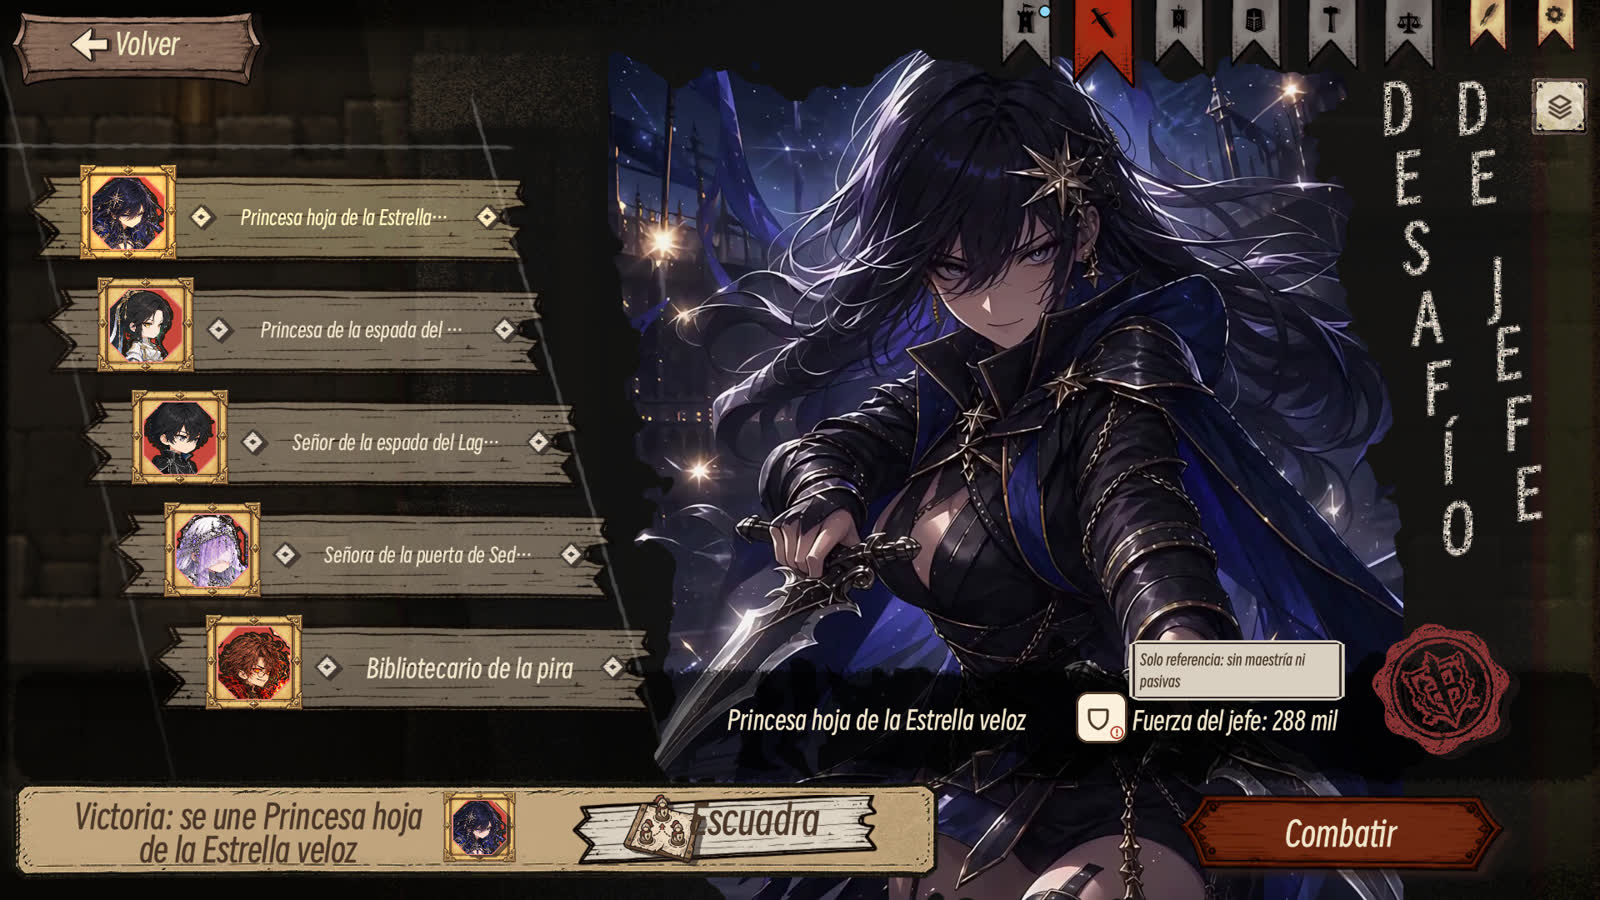 Volver
Princesa hoja de la Estrella···
Princesa de la espada del ···
Señor de la espada del Lag···
Señora de la puerta de Sed···
Bibliotecario de la pira
DESAFÍO
DE JEFE
Solo referencia: sin maestría ni
pasivas
Princesa hoja de la Estrella veloz
Fuerza del jefe: 288 mil
Victoria: se une Princesa hoja
de la Estrella veloz
Escuadra
Combatir